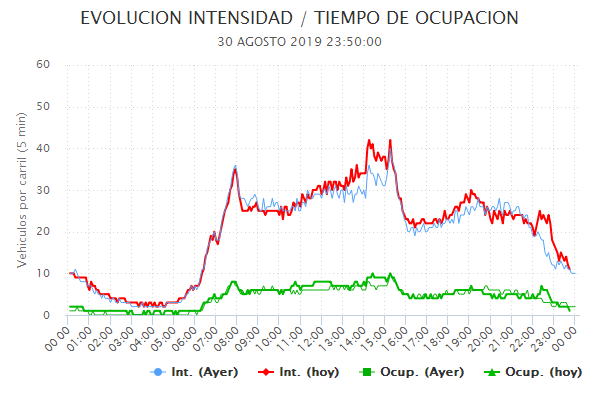 EVOLUCION INTENSIDAD / TIEMPO DE OCUPACION
30 AGOSTO 2019 23:50:00
Vehículos por carril (5 min)
60
50
40
30
20
10
0
00:00 01:00 02:00 03:00 04:00 05:00 06:00 07:00 08:00 09:00 10:00 11:00 12:00 13:00 14:00 15:00 16:00 17:00 18:00 19:00 20:00 21:00 22:00 23:00 00:00
Int. (Ayer) Int. (hoy) Ocup. (Ayer) Ocup. (hoy)